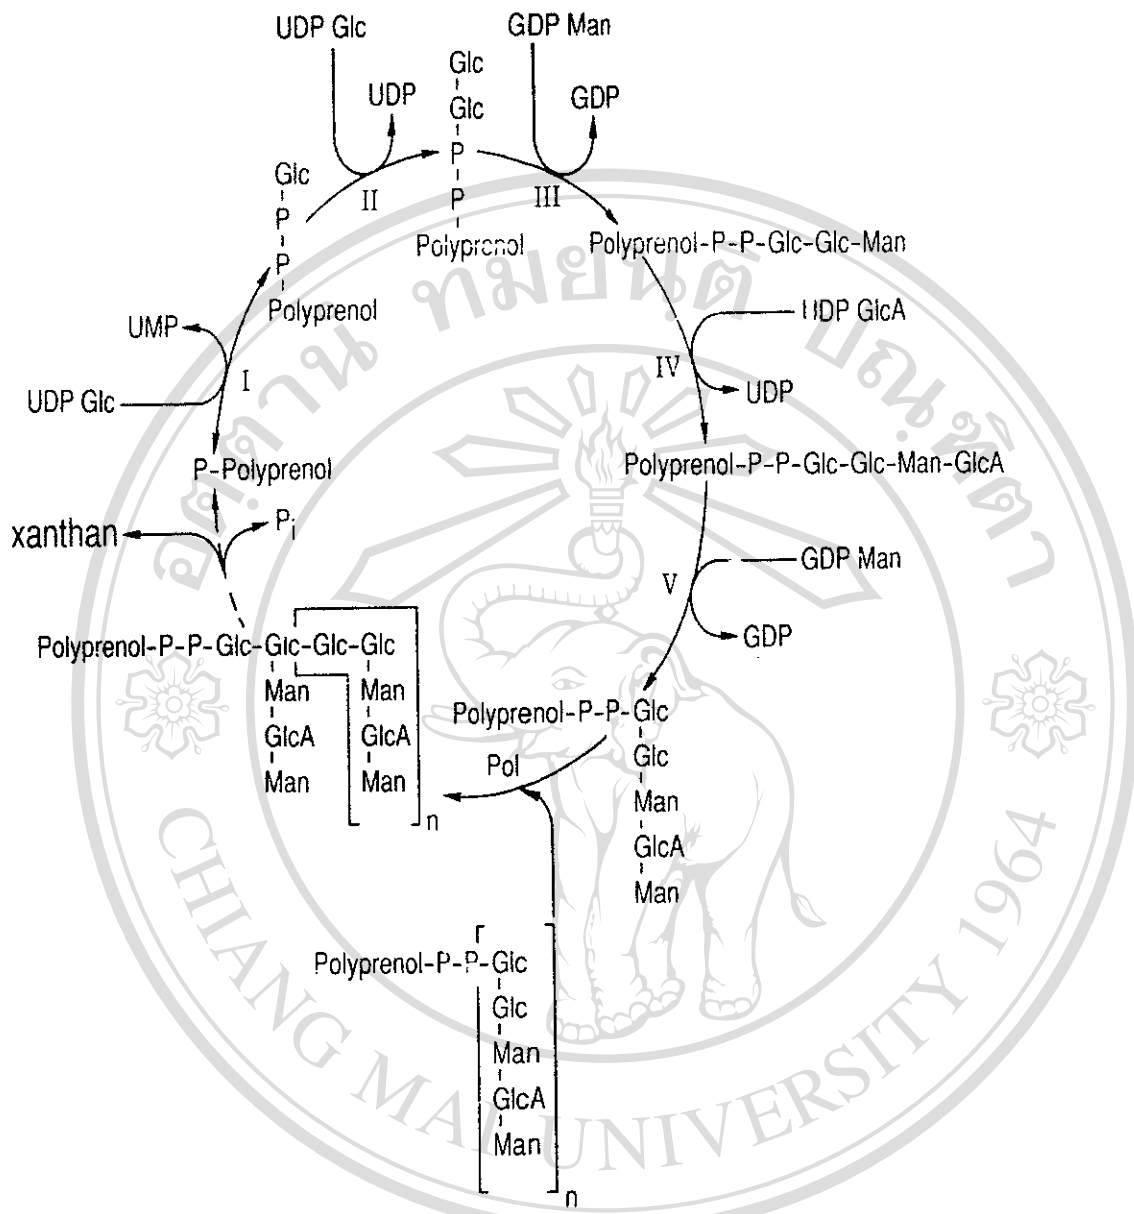 UDP Glc
GDP Man
UDP
Glc
Glc
P
P
Polyprenol
GDP
Glc
P
P
Polyprenol
II
III
Polyprenol-P-P-Glc-Glc-Man
UMP
I
UDP Glc
UDP GlcA
IV
UDP
P-Polyprenol
Polyprenol-P-P-Glc-Glc-Man-GlcA
xanthan
Pi
GDP Man
V
GDP
Polyprenol-P-P-Glc-Glc-Glc-Glc
Man Man
GlcA GlcA
Man Man
n
Polyprenol-P-P-Glc
Glc
Man
GlcA
Man
Pol
Polyprenol-P-P-Glc
Glc
Man
GlcA
Man
n
CHIANG MAI UNIVERSITY 1964